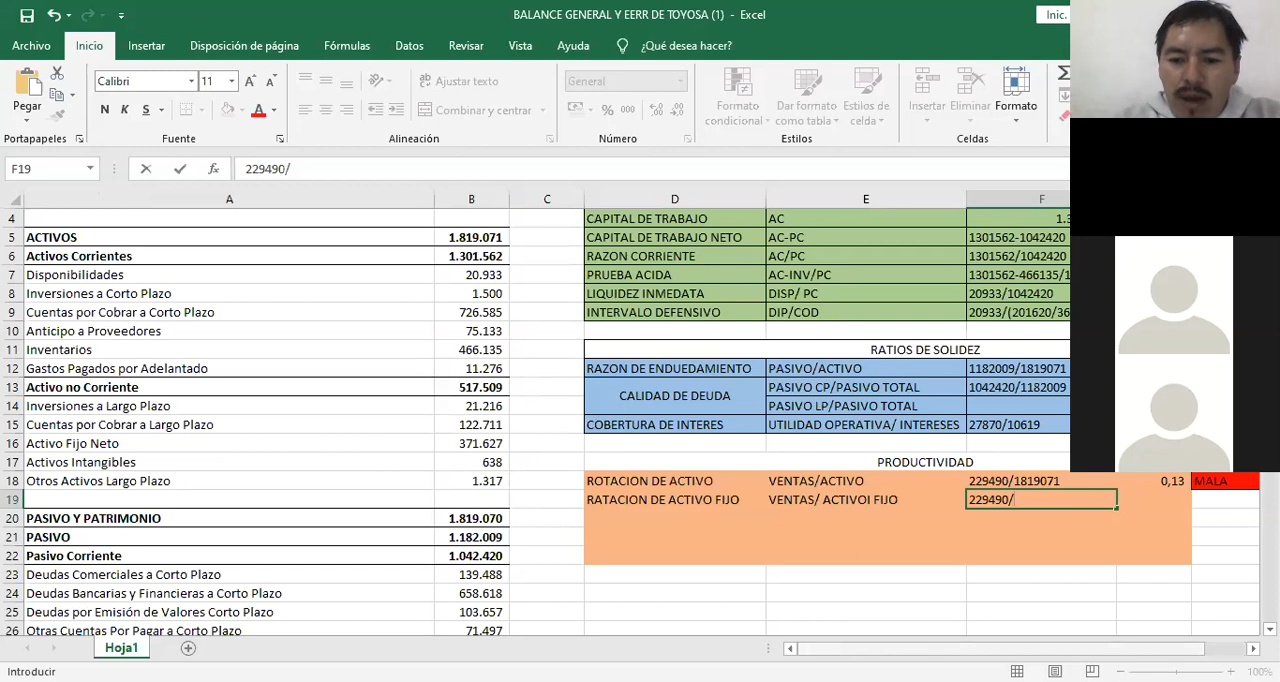 BALANCE GENERAL Y EERR DE TOYOSA (1) - Excel
Inic.
Archivo Inicio Insertar Disposición de página Fórmulas Datos Revisar Vista Ayuda ¿Qué desea hacer?
Pegar
Calibri 11
N K S
Ajustar texto
Combinar y centrar
General
% 000
Formato condicional
Dar formato como tabla
Estilos de celda
Insertar Eliminar Formato
Portapapeles Fuente Alineación Número Estilos Celdas
F19 fx 229490/
A B C D E F
4 CAPITAL DE TRABAJO AC 1.3
5 ACTIVOS 1.819.071 CAPITAL DE TRABAJO NETO AC-PC 1301562-1042420
6 Activos Corrientes 1.301.562 RAZON CORRIENTE AC/PC 1301562/1042420
7 Disponibilidades 20.933 PRUEBA ACIDA AC-INV/PC 1301562-466135/1
8 Inversiones a Corto Plazo 1.500 LIQUIDEZ INMEDATA DISP/ PC 20933/1042420
9 Cuentas por Cobrar a Corto Plazo 726.585 INTERVALO DEFENSIVO DIP/COD 20933/(201620/36
10 Anticipo a Proveedores 75.133
11 Inventarios 466.135 RATIOS DE SOLIDEZ
12 Gastos Pagados por Adelantado 11.276 RAZON DE ENDUEDAMIENTO PASIVO/ACTIVO 1182009/1819071
13 Activo no Corriente 517.509 CALIDAD DE DEUDA PASIVO CP/PASIVO TOTAL 1042420/1182009
14 Inversiones a Largo Plazo 21.216 PASIVO LP/PASIVO TOTAL
15 Cuentas por Cobrar a Largo Plazo 122.711 COBERTURA DE INTERES UTILIDAD OPERATIVA/ INTERESES 27870/10619
16 Activo Fijo Neto 371.627
17 Activos Intangibles 638 PRODUCTIVIDAD
18 Otros Activos Largo Plazo 1.317 ROTACION DE ACTIVO VENTAS/ACTIVO 229490/1819071 0,13 MALA
19 RATACION DE ACTIVO FIJO VENTAS/ ACTIVOI FIJO 229490/
20 PASIVO Y PATRIMONIO 1.819.070
21 PASIVO 1.182.009
22 Pasivo Corriente 1.042.420
23 Deudas Comerciales a Corto Plazo 139.488
24 Deudas Bancarias y Financieras a Corto Plazo 658.618
25 Deudas por Emisión de Valores Corto Plazo 103.657
26 Otras Cuentas Por Pagar a Corto Plazo 71.497
Hoja1
Introducir 100%